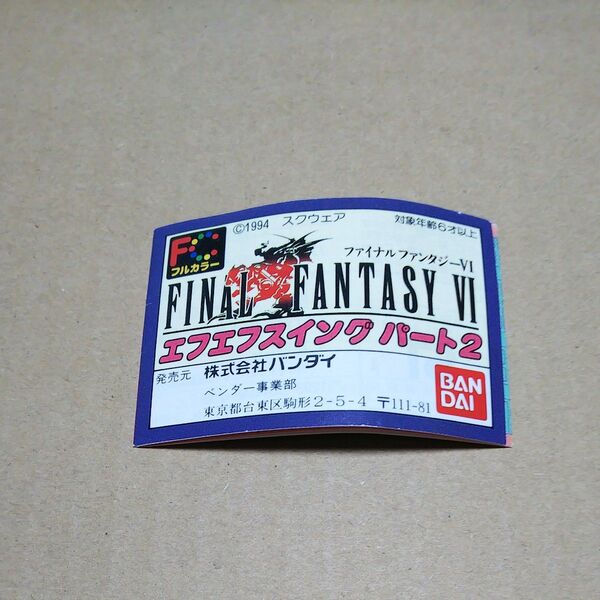 ©1994 スクウェア 対象年齢6才以上
F
フルカラー
ファイナルファンタジーVI
FINAL FANTASY VI
エフエフスイング パート2
発売元 株式会社バンダイ
ベンダー事業部
東京都台東区駒形2-5-4 〒111-81
BAN
DAI